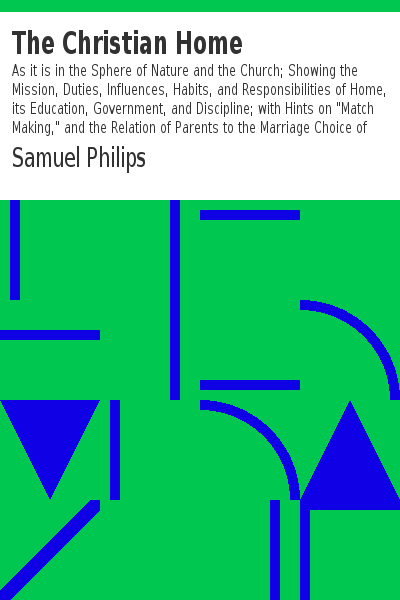 The Christian Home
As it is in the Sphere of Nature and the Church; Showing the
Mission, Duties, Influences, Habits, and Responsibilities of Home,
its Education, Government, and Discipline; with Hints on "Match
Making," and the Relation of Parents to the Marriage Choice of
Samuel Philips